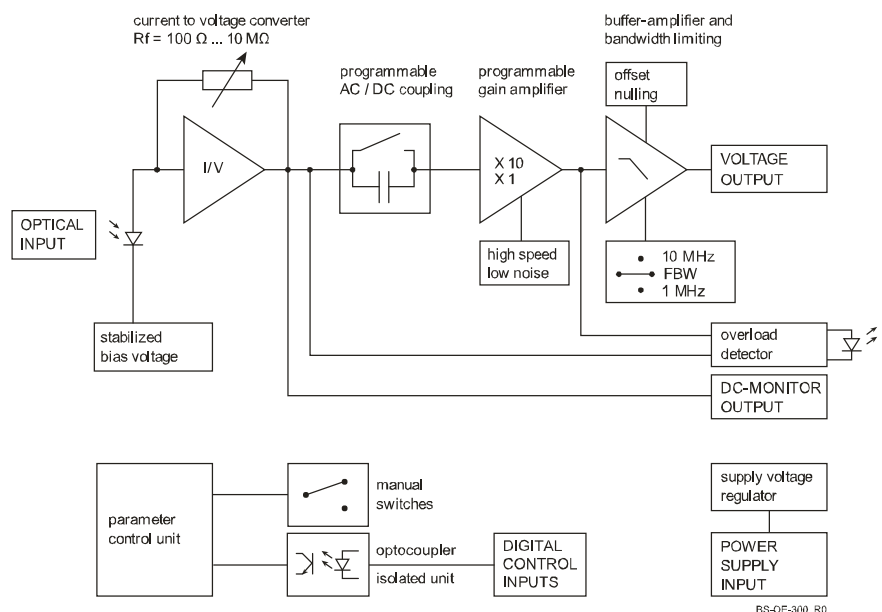 current to voltage converter
Rf = 100 Ω ... 10 MΩ
programmable
AC / DC coupling
programmable
gain amplifier
buffer-amplifier and
bandwidth limiting
offset
nulling
I/V
X 10
X 1
VOLTAGE
OUTPUT
OPTICAL
INPUT
high speed
low noise
10 MHz
FBW
1 MHz
stabilized
bias voltage
overload
detector
DC-MONITOR
OUTPUT
parameter
control unit
manual
switches
supply voltage
regulator
optocoupler
isolated unit
DIGITAL
CONTROL
INPUTS
POWER
SUPPLY
INPUT
BS-OE-300_R0